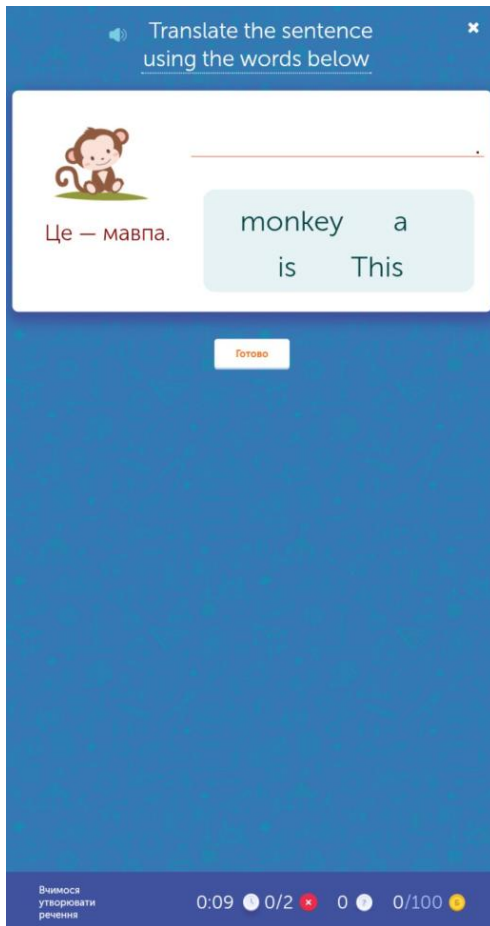 Translate the sentence
using the words below
.
Це — мавпа.
monkey a
is This
Готово
Вчимося
утворювати
речення
0:09 0/2 0 0/100